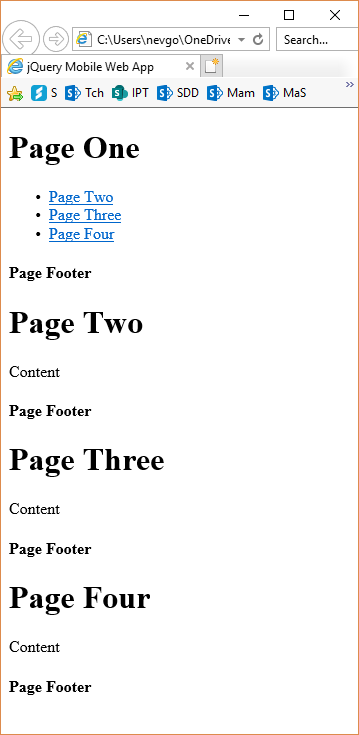 C:\Users\nevgo\OneDrive
Search...
jQuery Mobile Web App
S Tch IPT SDD Mam MaS
Page One
• Page Two
• Page Three
• Page Four
Page Footer
Page Two
Content
Page Footer
Page Three
Content
Page Footer
Page Four
Content
Page Footer